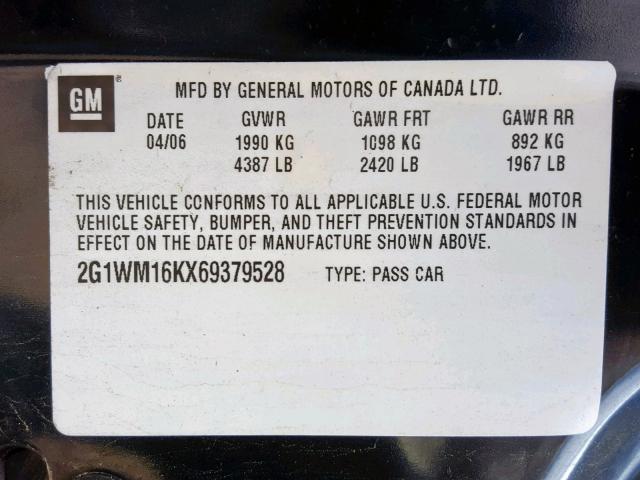 GM
MFD BY GENERAL MOTORS OF CANADA LTD.
DATE GVWR GAWR FRT GAWR RR
04/06 1990 KG 1098 KG 892 KG
4387 LB 2420 LB 1967 LB
THIS VEHICLE CONFORMS TO ALL APPLICABLE U.S. FEDERAL MOTOR
VEHICLE SAFETY, BUMPER, AND THEFT PREVENTION STANDARDS IN
EFFECT ON THE DATE OF MANUFACTURE SHOWN ABOVE.
2G1WM16KX69379528 TYPE: PASS CAR